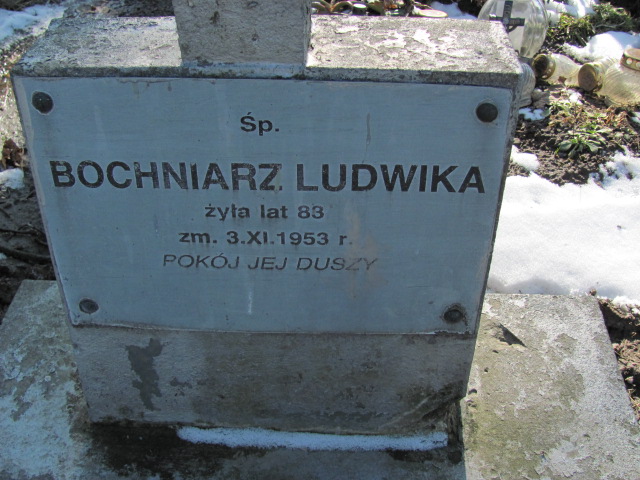 Śp.
BOCHNIARZ LUDWIKA
żyła lat 83
zm. 3.XI.1953 r.
POKÓJ JEJ DUSZY